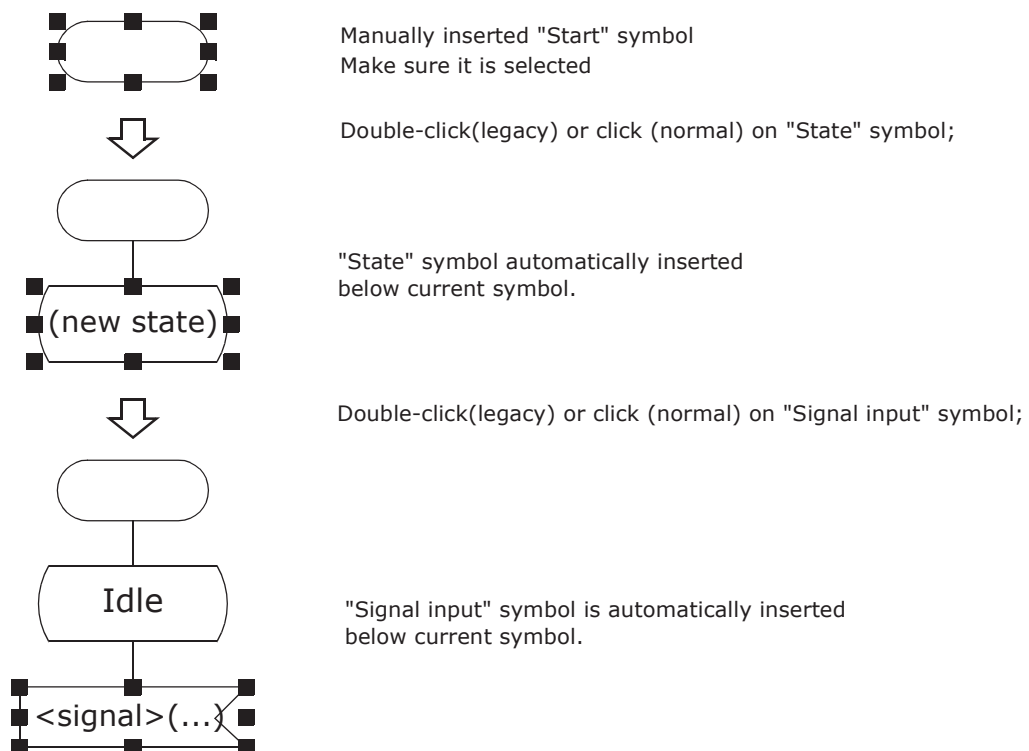 Manually inserted "Start" symbol
Make sure it is selected
Double-click(legacy) or click (normal) on "State" symbol;
"State" symbol automatically inserted
below current symbol.
(new state)
Double-click(legacy) or click (normal) on "Signal input" symbol;
Idle
"Signal input" symbol is automatically inserted
below current symbol.
<signal>(...)